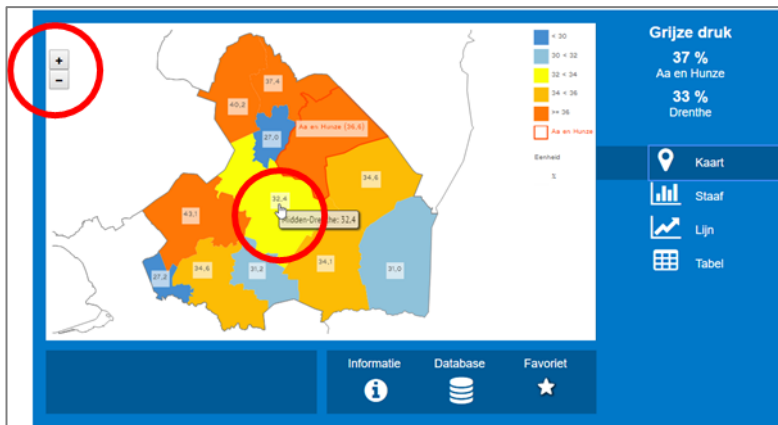 +
−
37,4
40,2
27,0
Aa en Hunze (36,6)
34,6
32,4
Midden-Drenthe: 32,4
43,1
27,2
34,6
31,2
34,1
31,0
< 30
30 < 32
32 < 34
34 < 36
>= 36
Aa en Hunze
Eenheid
%
Grijze druk
37 %
Aa en Hunze
33 %
Drenthe
Kaart
Staaf
Lijn
Tabel
Informatie Database Favoriet